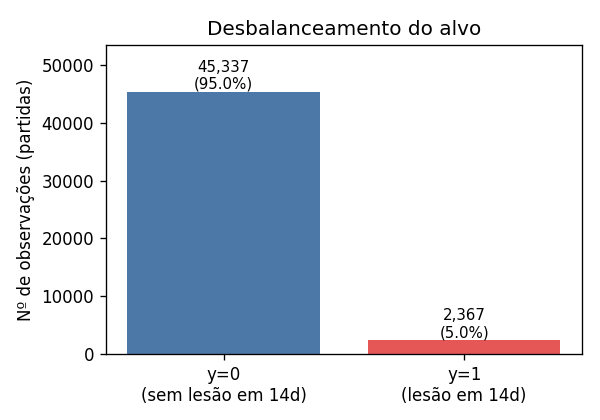 Desbalanceamento do alvo
Nº de observações (partidas)
50000
40000
30000
20000
10000
0
45,337
(95.0%)
2,367
(5.0%)
y=0
(sem lesão em 14d)
y=1
(lesão em 14d)